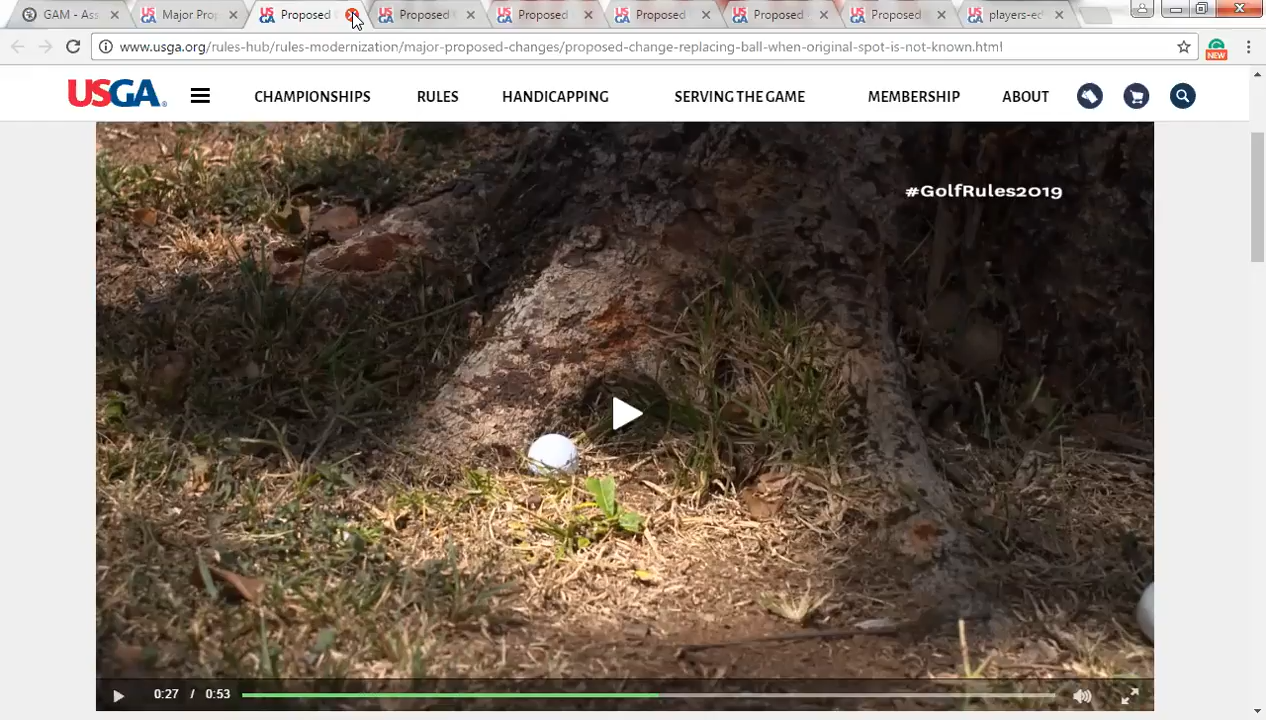 GAM - Ass
Major Pro
Proposed
Proposed
Proposed
Proposed
Proposed
Proposed
players-e
www.usga.org/rules-hub/rules-modernization/major-proposed-changes/proposed-change-replacing-ball-when-original-spot-is-not-known.html
NEW
USGA
CHAMPIONSHIPS
RULES
HANDICAPPING
SERVING THE GAME
MEMBERSHIP
ABOUT
#GolfRules2019
0:27 / 0:53